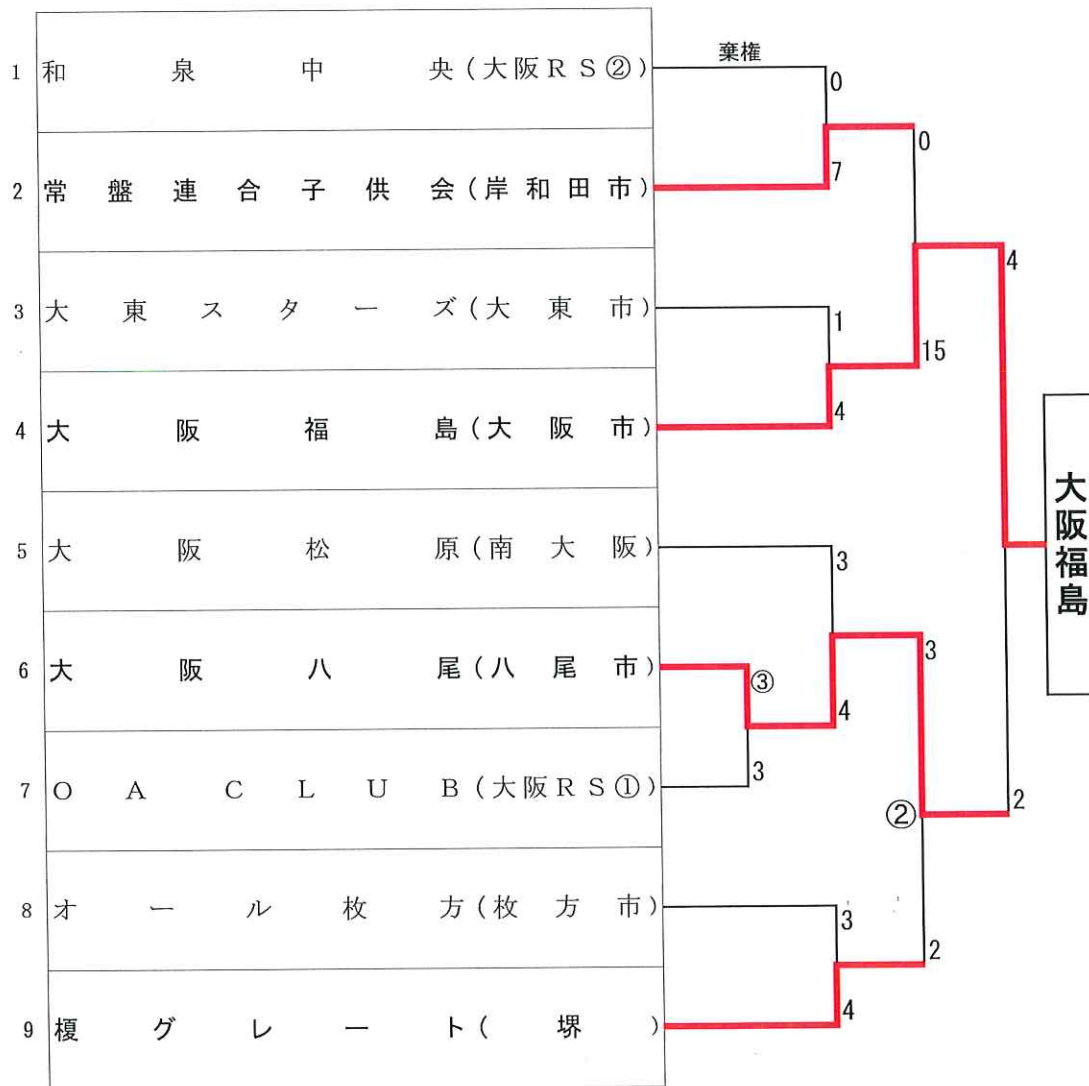 1 和泉中央(大阪RS②)
棄権
0
2 常盤連合子供会(岸和田市)
7
0
3 大東スターズ(大東市)
1
15
4
4 大阪福島(大阪市)
4
5 大阪松原(南大阪)
3
大阪福島
6 大阪八尾(八尾市)
③
4
3
7 OACLUB(大阪RS①)
3
②
2
8 オール枚方(枚方市)
3
2
9 榎グレート(堺)
4